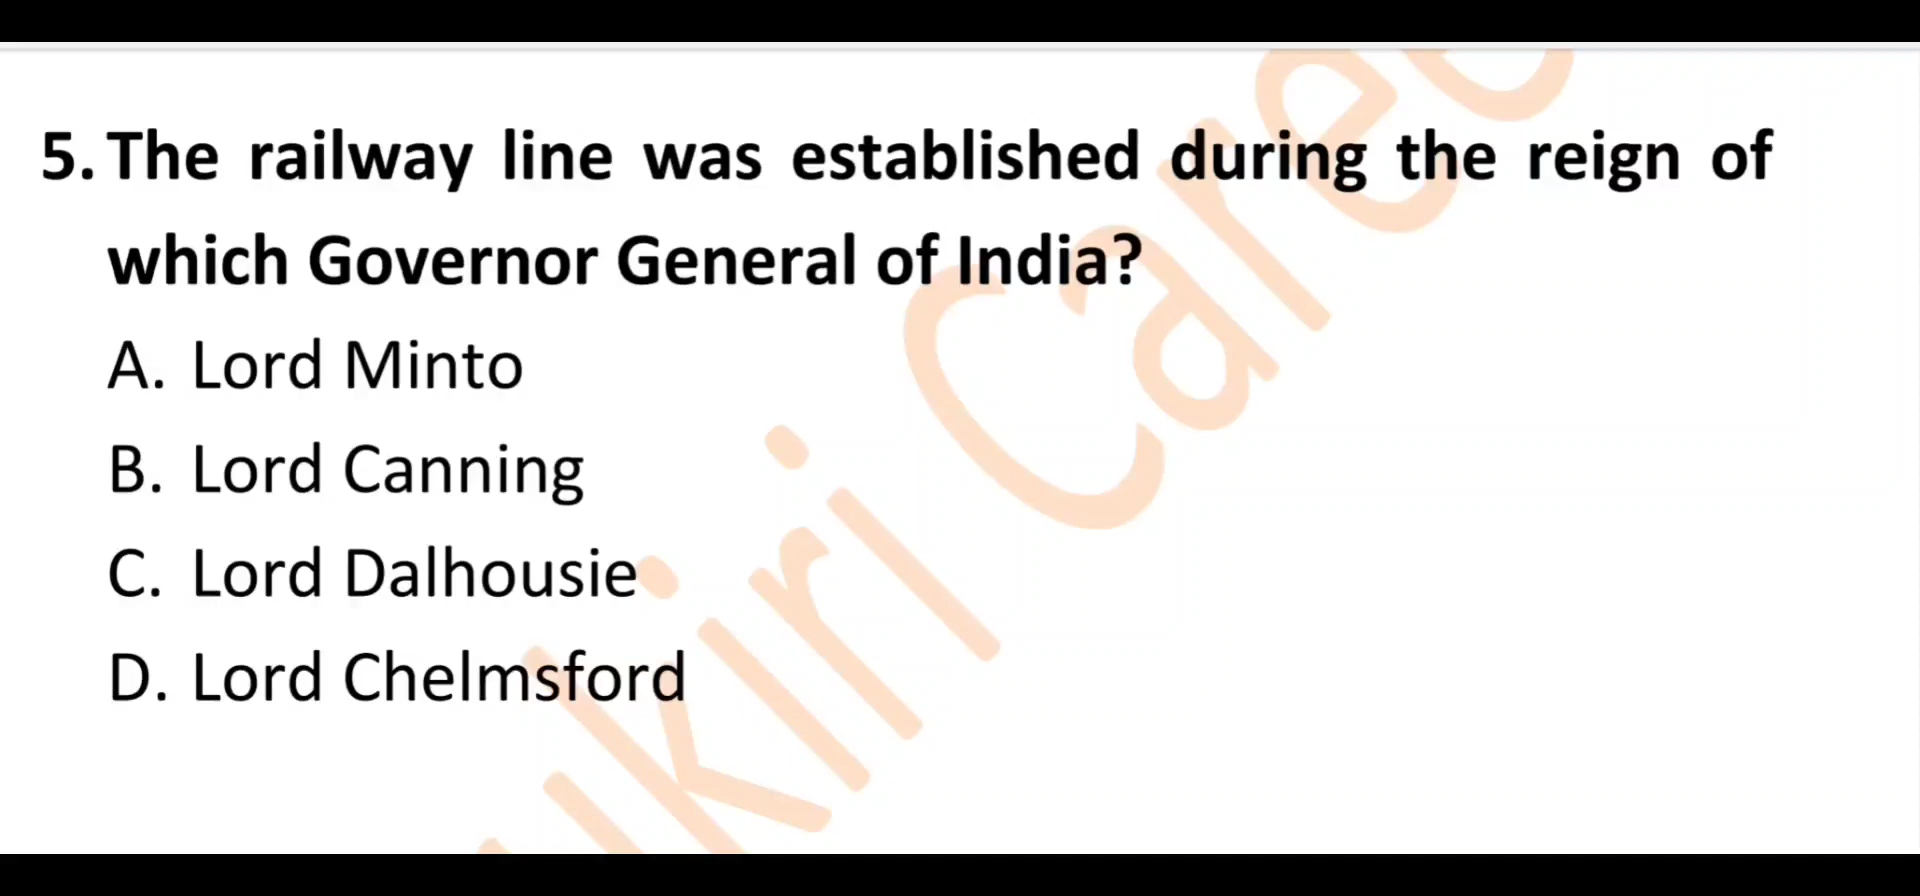 5. The railway line was established during the reign of
which Governor General of India?
A. Lord Minto
B. Lord Canning
C. Lord Dalhousie
D. Lord Chelmsford